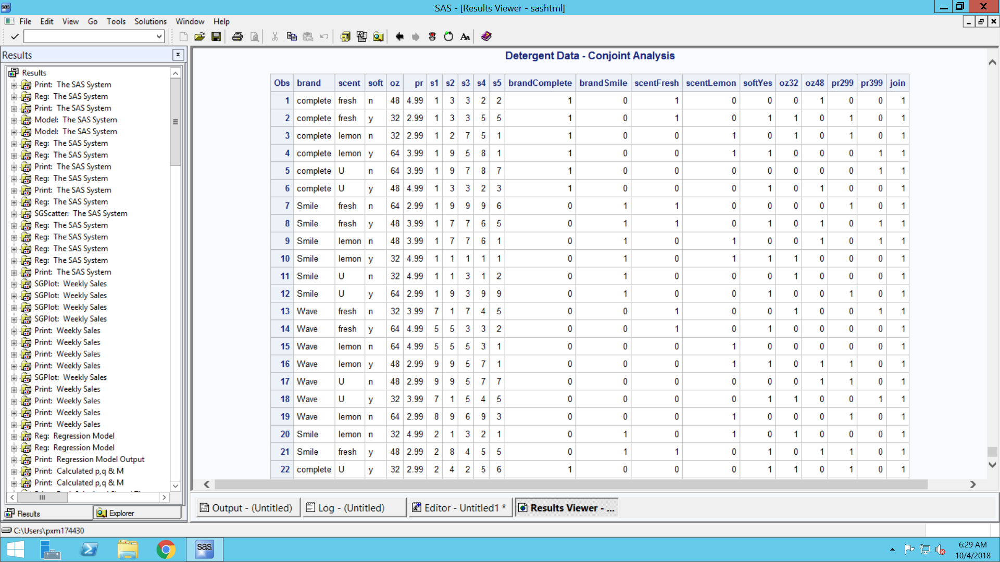 SAS - [Results Viewer - sashtml]
File Edit View Go Tools Solutions Window Help
Results
Results
Print: The SAS System
Reg: The SAS System
Print: The SAS System
Model: The SAS System
Model: The SAS System
Reg: The SAS System
Reg: The SAS System
Print: The SAS System
Reg: The SAS System
Print: The SAS System
Reg: The SAS System
SGScatter: The SAS System
Reg: The SAS System
Reg: The SAS System
Reg: The SAS System
Reg: The SAS System
Print: The SAS System
SGPlot: Weekly Sales
SGPlot: Weekly Sales
SGPlot: Weekly Sales
SGPlot: Weekly Sales
Print: Weekly Sales
Print: Weekly Sales
Print: Weekly Sales
Print: Weekly Sales
SGPlot: Weekly Sales
Print: Weekly Sales
Print: Weekly Sales
Print: Weekly Sales
Print: Weekly Sales
Reg: Regression Model
Reg: Regression Model
Print: Regression Model Output
Print: Calculated p,q & M
Print: Calculated p,q & M
Results Explorer
Detergent Data - Conjoint Analysis
Obs brand scent soft oz pr s1 s2 s3 s4 s5 brandComplete brandSmile scentFresh scentLemon softYes oz32 oz48 pr299 pr399 join
1 complete fresh n 48 4.99 1 3 3 2 2 1 0 1 0 0 0 1 0 0 1
2 complete fresh y 32 2.99 1 3 3 5 5 1 0 1 0 1 1 0 1 0 1
3 complete lemon n 32 2.99 1 2 7 5 1 1 0 0 1 0 1 0 1 0 1
4 complete lemon y 64 3.99 1 9 5 8 1 1 0 0 1 1 0 0 0 1 1
5 complete U n 64 3.99 1 9 7 8 7 1 0 0 0 0 0 0 0 1 1
6 complete U y 48 4.99 1 3 3 2 3 1 0 0 0 1 0 1 0 0 1
7 Smile fresh n 64 2.99 1 9 9 9 6 0 1 1 0 0 0 0 1 0 1
8 Smile fresh y 48 3.99 1 7 7 6 5 0 1 1 0 1 0 1 0 1 1
9 Smile lemon n 48 3.99 1 7 7 6 1 0 1 0 1 0 0 1 0 1 1
10 Smile lemon y 32 4.99 1 1 1 1 1 0 1 0 1 1 1 0 0 0 1
11 Smile U n 32 4.99 1 1 3 1 2 0 1 0 0 0 1 0 0 0 1
12 Smile U y 64 2.99 1 9 3 9 9 0 1 0 0 1 0 0 1 0 1
13 Wave fresh n 32 3.99 7 1 7 4 5 0 0 1 0 0 1 0 0 1 1
14 Wave fresh y 64 4.99 5 5 3 3 2 0 0 1 0 1 0 0 0 0 1
15 Wave lemon n 64 4.99 5 5 5 3 1 0 0 0 1 0 0 0 0 0 1
16 Wave lemon y 48 2.99 9 9 5 7 1 0 0 0 1 1 0 1 1 0 1
17 Wave U n 48 2.99 9 9 5 7 7 0 0 0 0 0 0 1 1 0 1
18 Wave U y 32 3.99 7 1 5 4 5 0 0 0 0 1 1 0 0 1 1
19 Wave lemon n 64 2.99 8 9 6 9 3 0 0 0 1 0 0 0 1 0 1
20 Smile lemon n 32 4.99 2 1 3 2 1 0 1 0 1 0 1 0 0 0 1
21 Smile fresh y 48 2.99 2 8 4 5 5 0 1 1 0 1 0 1 1 0 1
22 complete U y 32 2.99 2 4 2 5 6 1 0 0 0 1 1 0 1 0 1
Output - (Untitled) Log - (Untitled) Editor - Untitled1 * Results Viewer - ...
C:\Users\pxm174430
sas
6:29 AM
10/4/2018